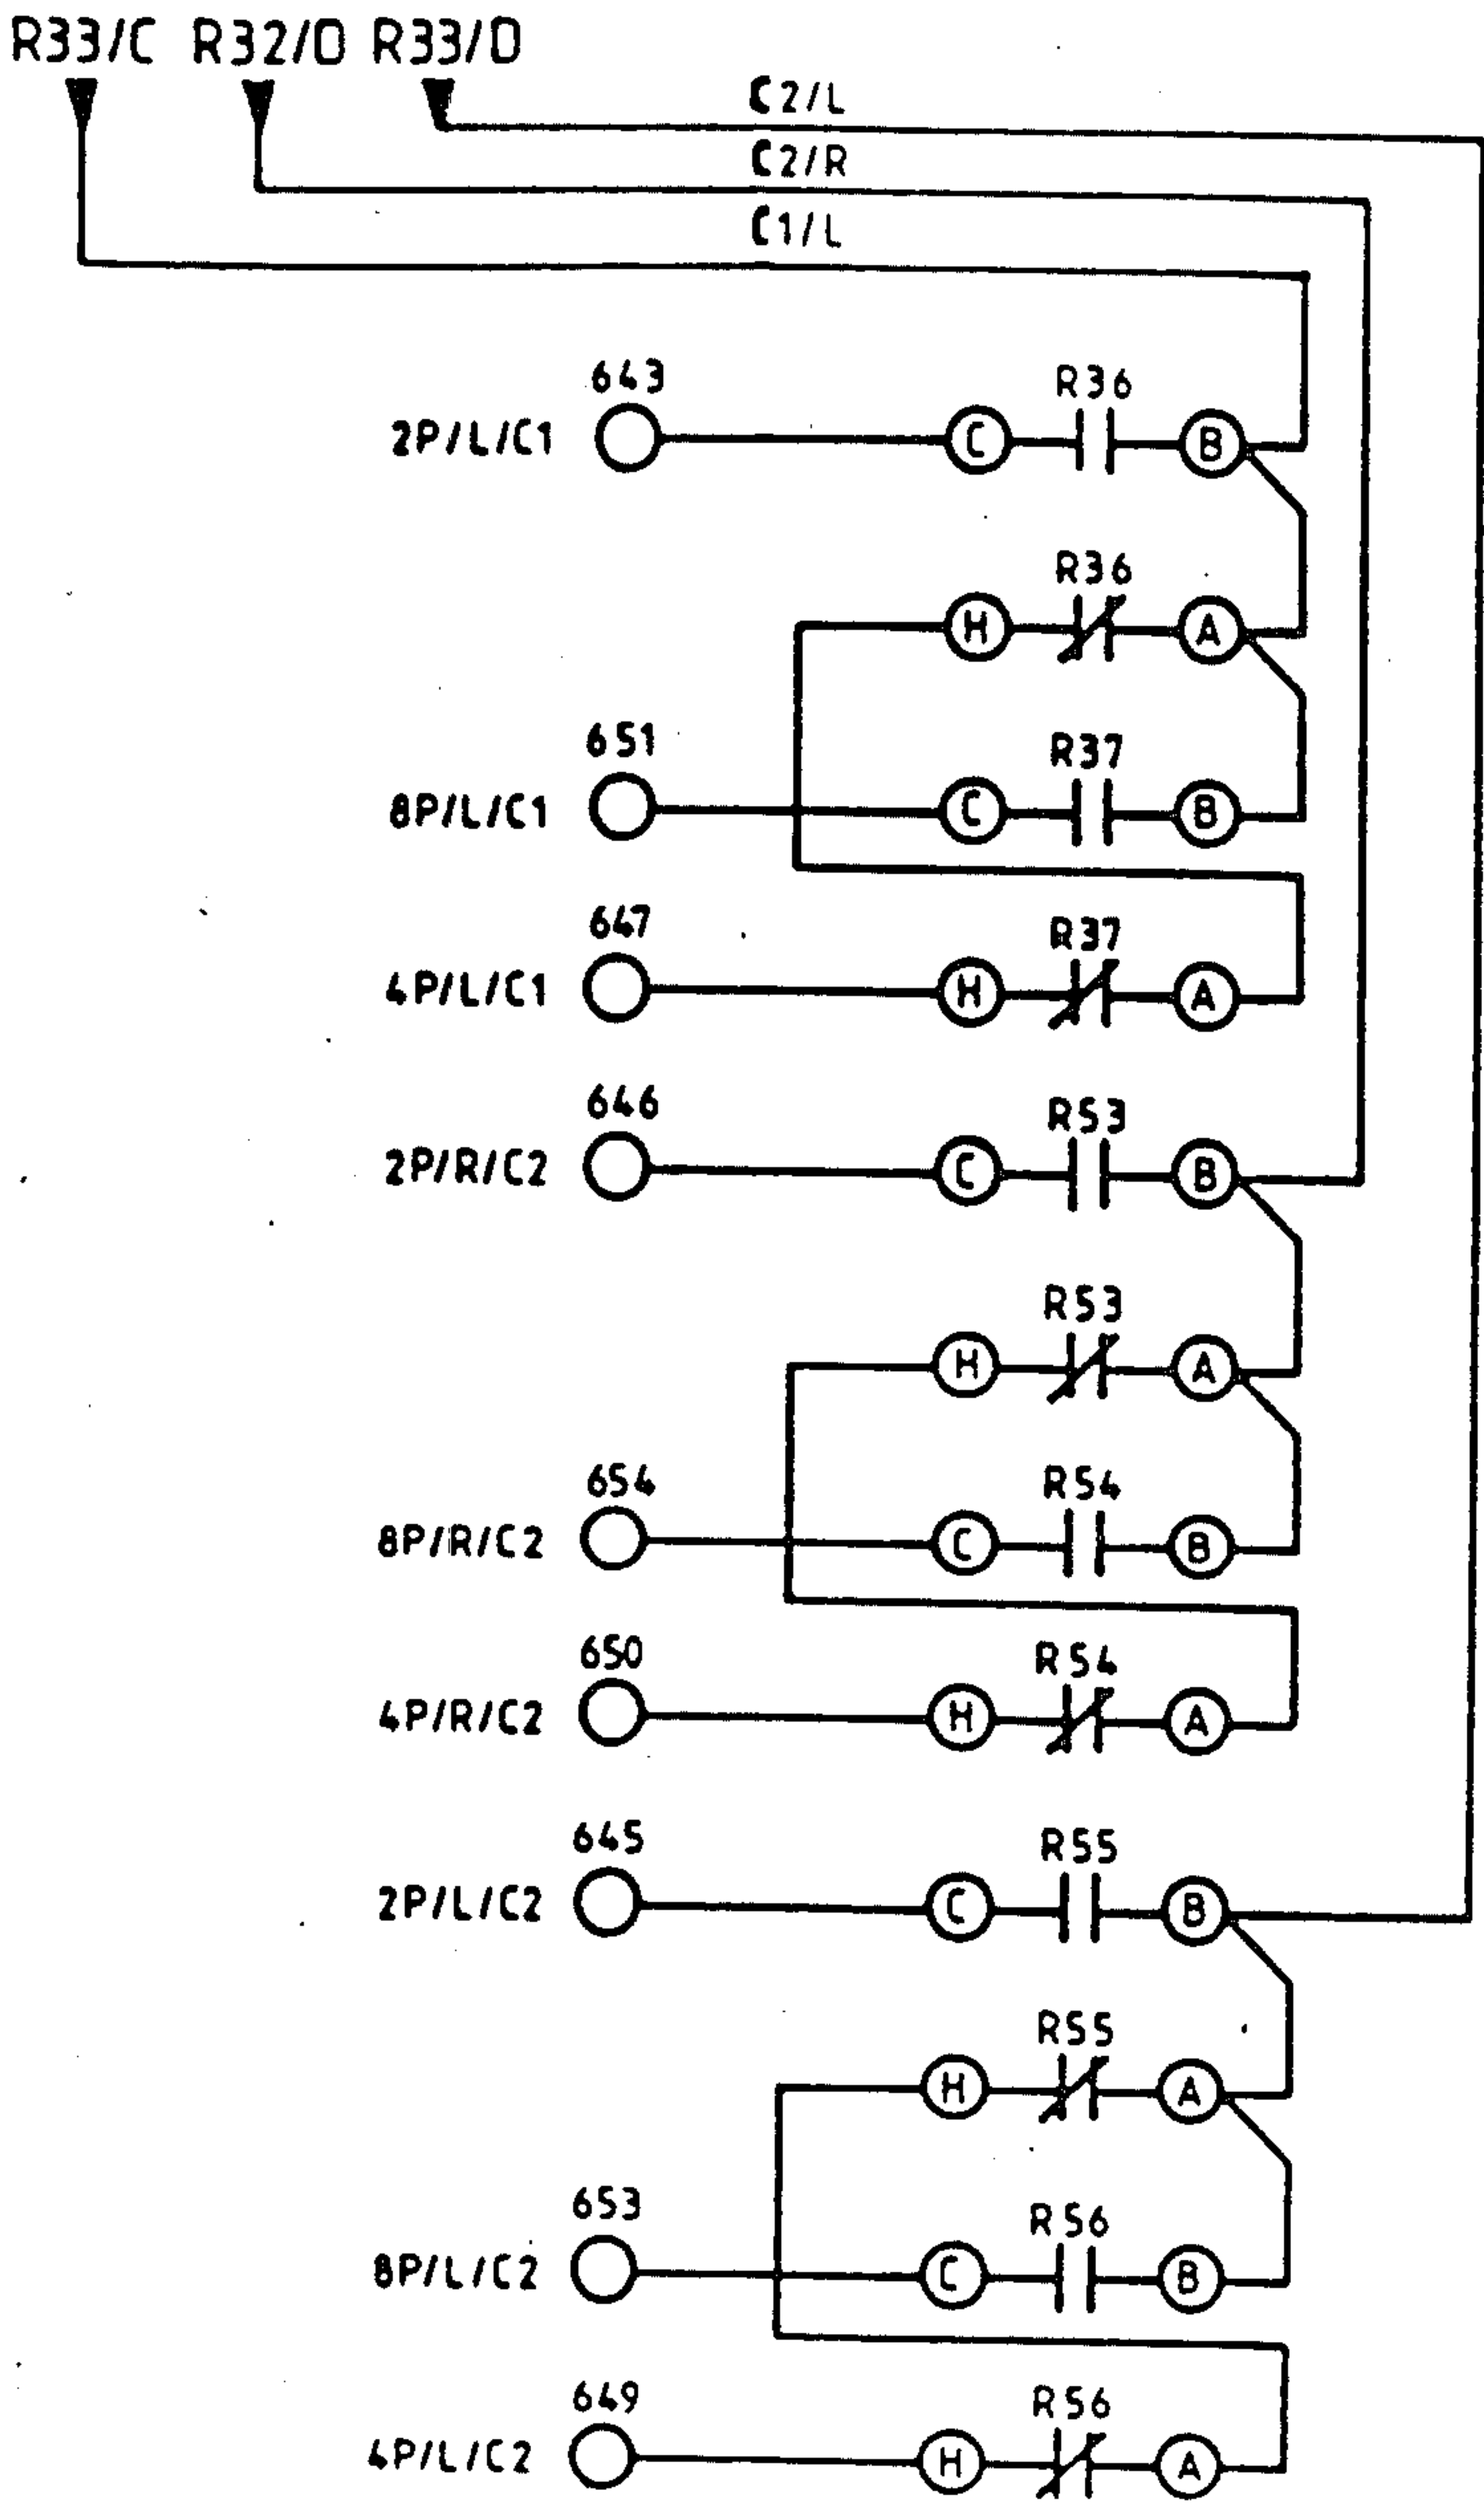 R33/C R32/O R33/O
C2/L
C2/R
C1/L
643 R36
2P/L/C1 C B
R36
H A
651 R37
8P/L/C1 C B
647 R37
4P/L/C1 H A
646 R53
2P/R/C2 C B
R53
H A
654 R54
8P/R/C2 C B
650 R54
4P/R/C2 H A
645 R55
2P/L/C2 C B
R55
H A
653 R56
8P/L/C2 C B
649 R56
4P/L/C2 H A